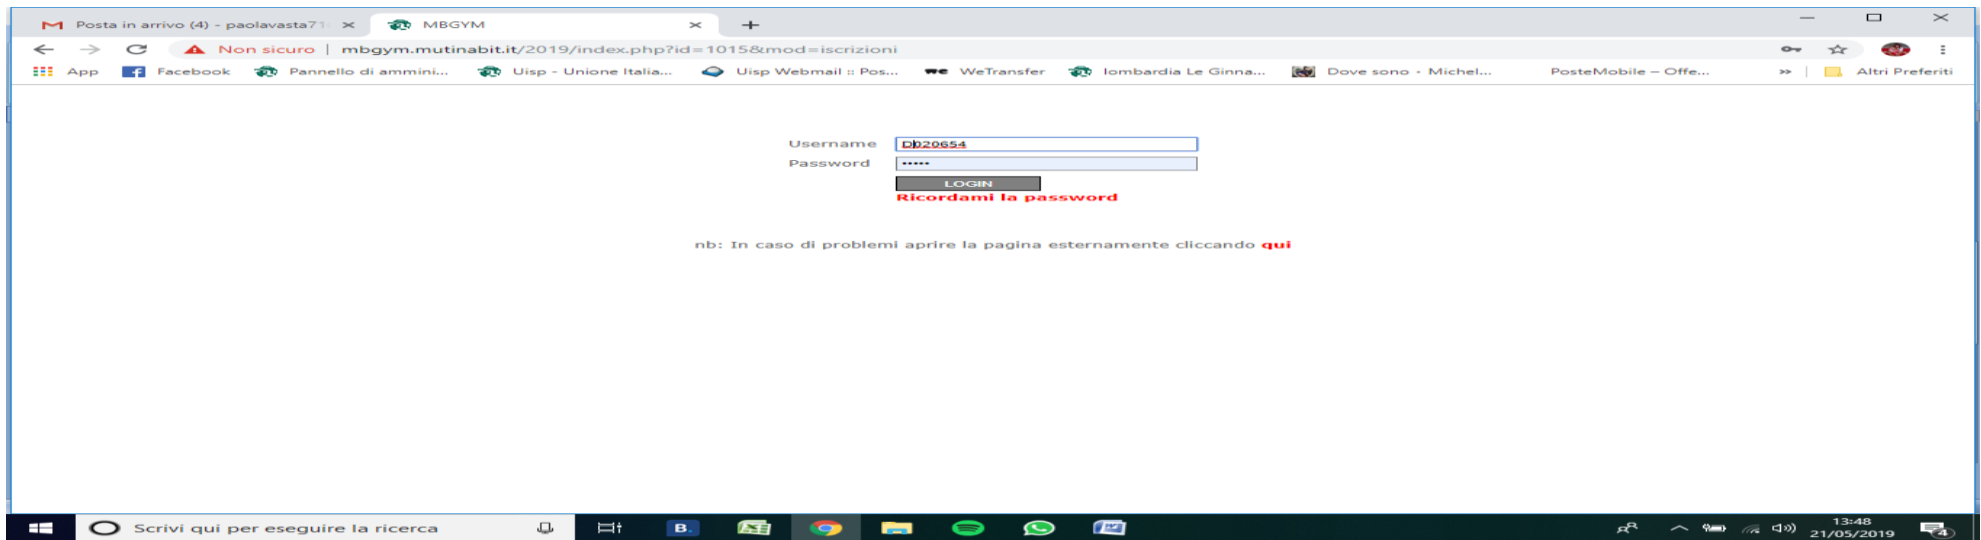 Posta in arrivo (4) - paolavasta71
MBGYM
Non sicuro | mbgym.mutinabit.it/2019/index.php?id=1015&mod=iscrizioni
App Facebook Pannello di ammini... Uisp - Unione Italia... Uisp Webmail :: Pos... we WeTransfer lombardia Le Ginna... Dove sono - Michel... PosteMobile – Offe... » Altri Preferiti
Username D020654
Password •••••
LOGIN
Ricordami la password
nb: In caso di problemi aprire la pagina esternamente cliccando qui
Scrivi qui per eseguire la ricerca
B.
13:48
21/05/2019
4